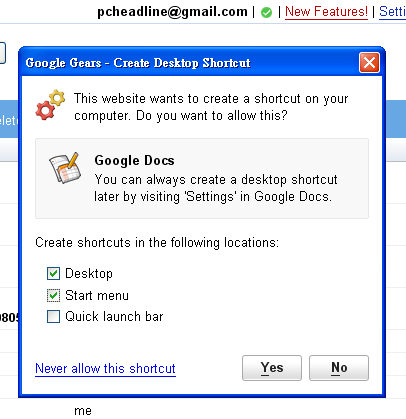 pcheadline@gmail.com | | New Features! | Setti
Google Gears - Create Desktop Shortcut
This website wants to create a shortcut on your
computer. Do you want to allow this?
elete
Google Docs
You can always create a desktop shortcut
later by visiting 'Settings' in Google Docs.
Create shortcuts in the following locations:
Desktop
Start menu
0805
Quick launch bar
Never allow this shortcut
Yes
No
me